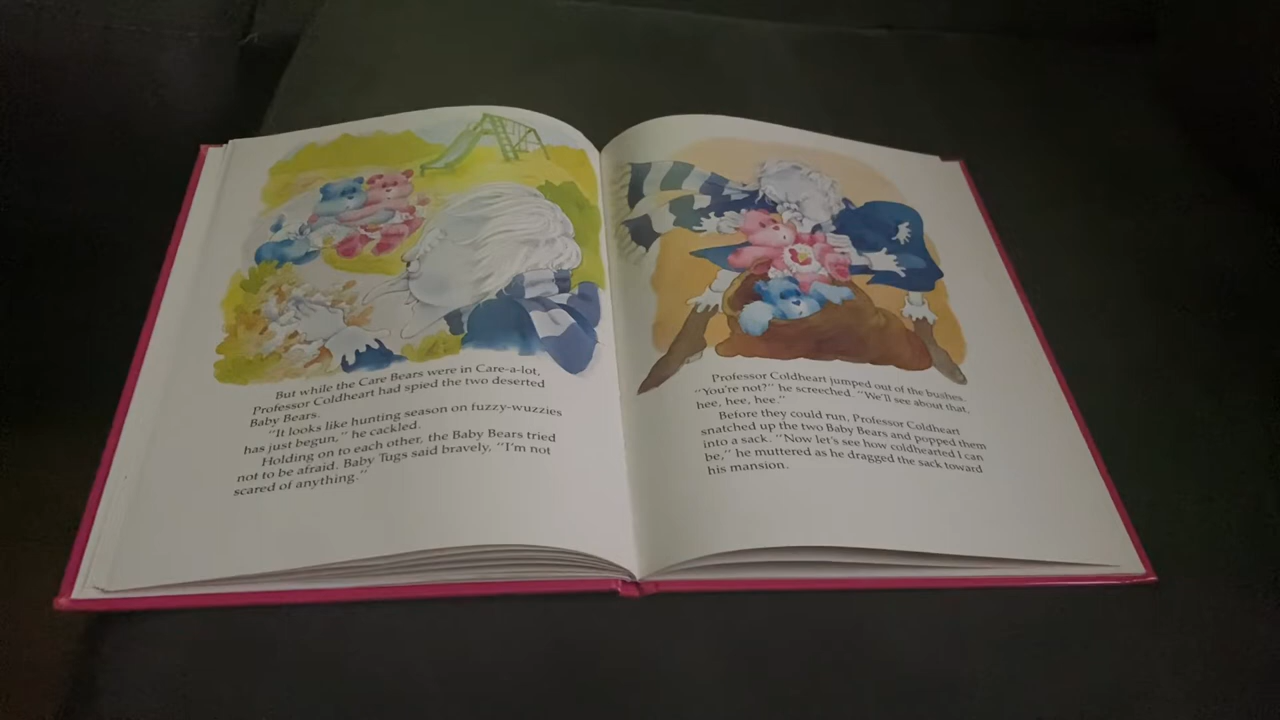 But while the Care Bears were in Care-a-lot,
Professor Coldheart had spied the two deserted
Baby Bears.
"It looks like hunting season on fuzzy-wuzzies
has just begun," he cackled.
Holding on to each other, the Baby Bears tried
not to be afraid. Baby Tugs said bravely, "I'm not
scared of anything."
Professor Coldheart jumped out of the bushes.
"You're not?" he screeched. "We'll see about that,
hee, hee, hee."
Before they could run, Professor Coldheart
snatched up the two Baby Bears and popped them
into a sack. "Now let's see how coldhearted I can
be," he muttered as he dragged the sack toward
his mansion.